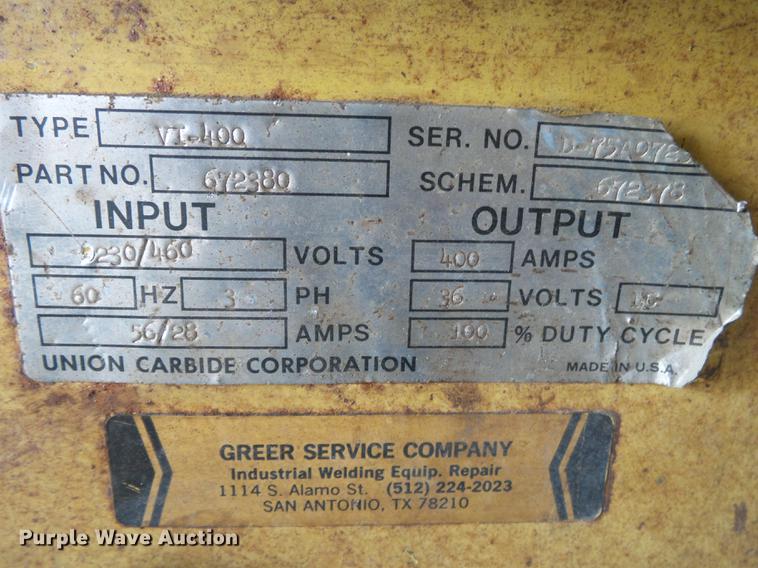 TYPE VI-400 SER. NO.
PART NO. 672380 SCHEM. 672378
INPUT OUTPUT
230/460 VOLTS 400 AMPS
60 HZ 3 PH 36 VOLTS
56/28 AMPS 100 % DUTY CYCLE
UNION CARBIDE CORPORATION MADE IN U.S.A.
GREER SERVICE COMPANY
Industrial Welding Equip. Repair
1114 S. Alamo St. (512) 224-2023
SAN ANTONIO, TX 78210
Purple Wave Auction